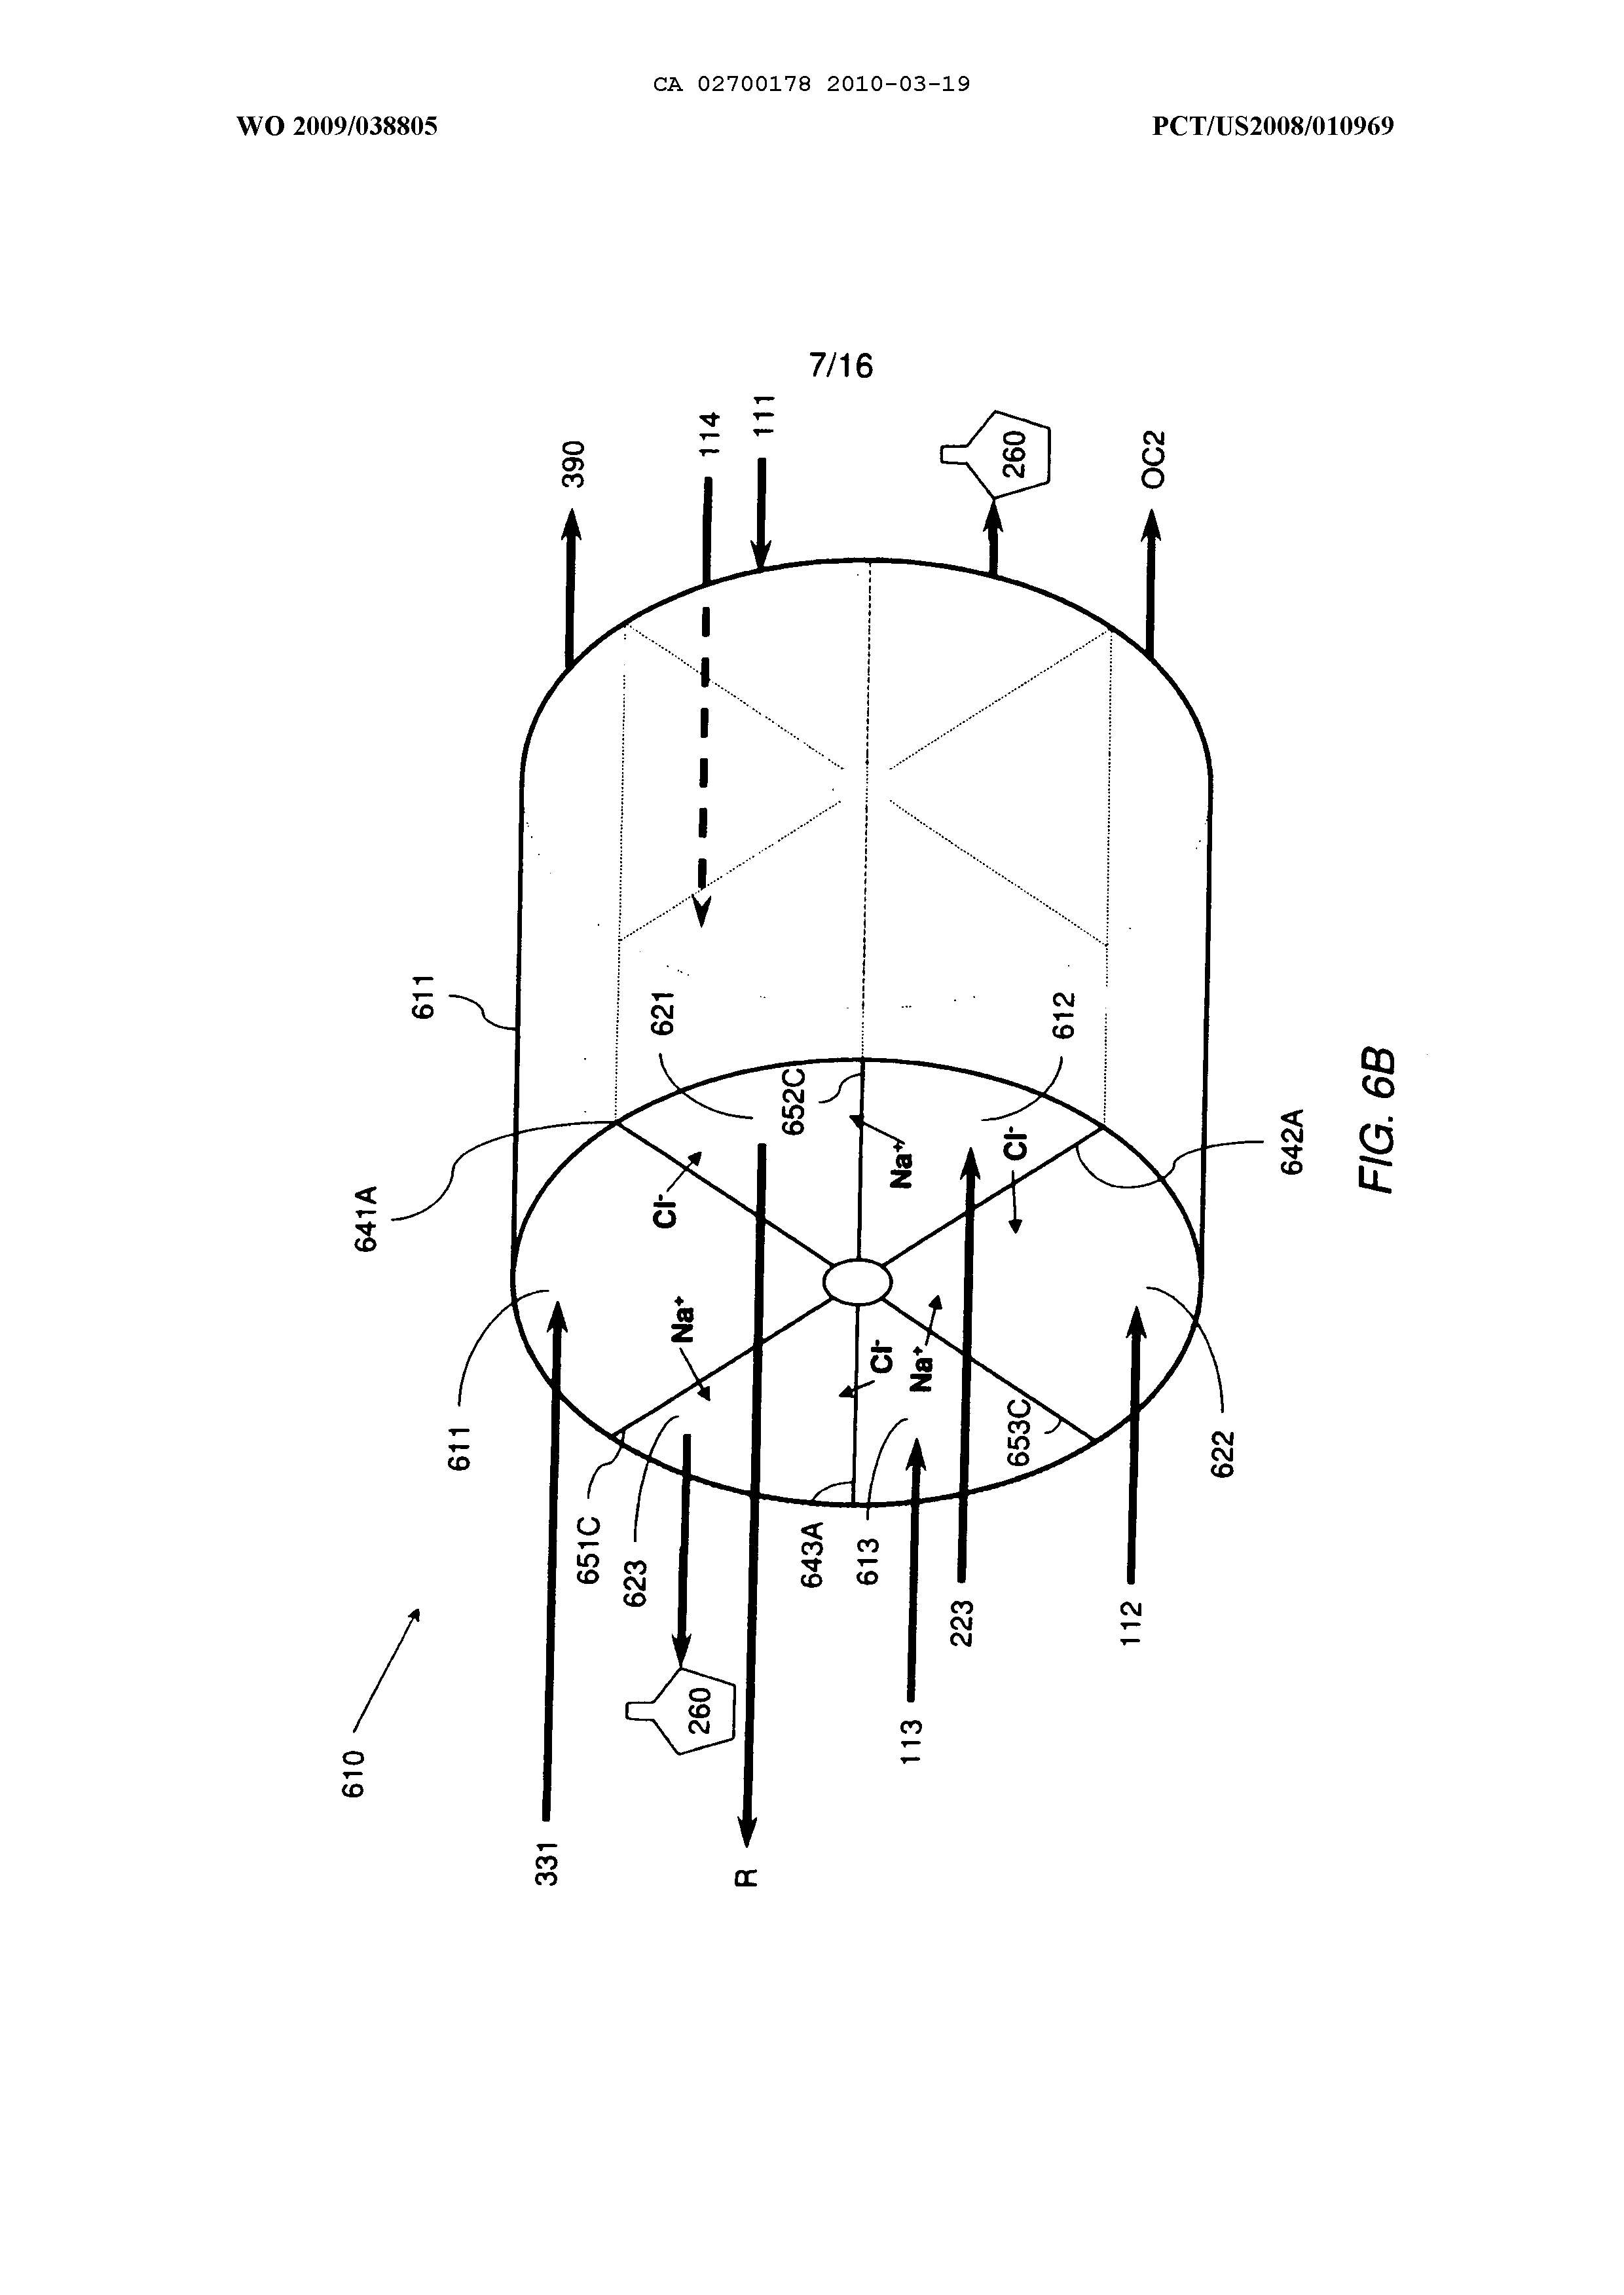 CA 02700178 2010-03-19
WO 2009/038805
PCT/US2008/010969
7/16
610
331
R
260
113
223
112
651C
623
643A
613
611
622
653C
Na⁺
Cl⁻
Na⁺
641A
Cl⁻
652C
Na⁺
Cl⁻
642A
611
621
612
390
114
111
260
OC2
FIG. 6B